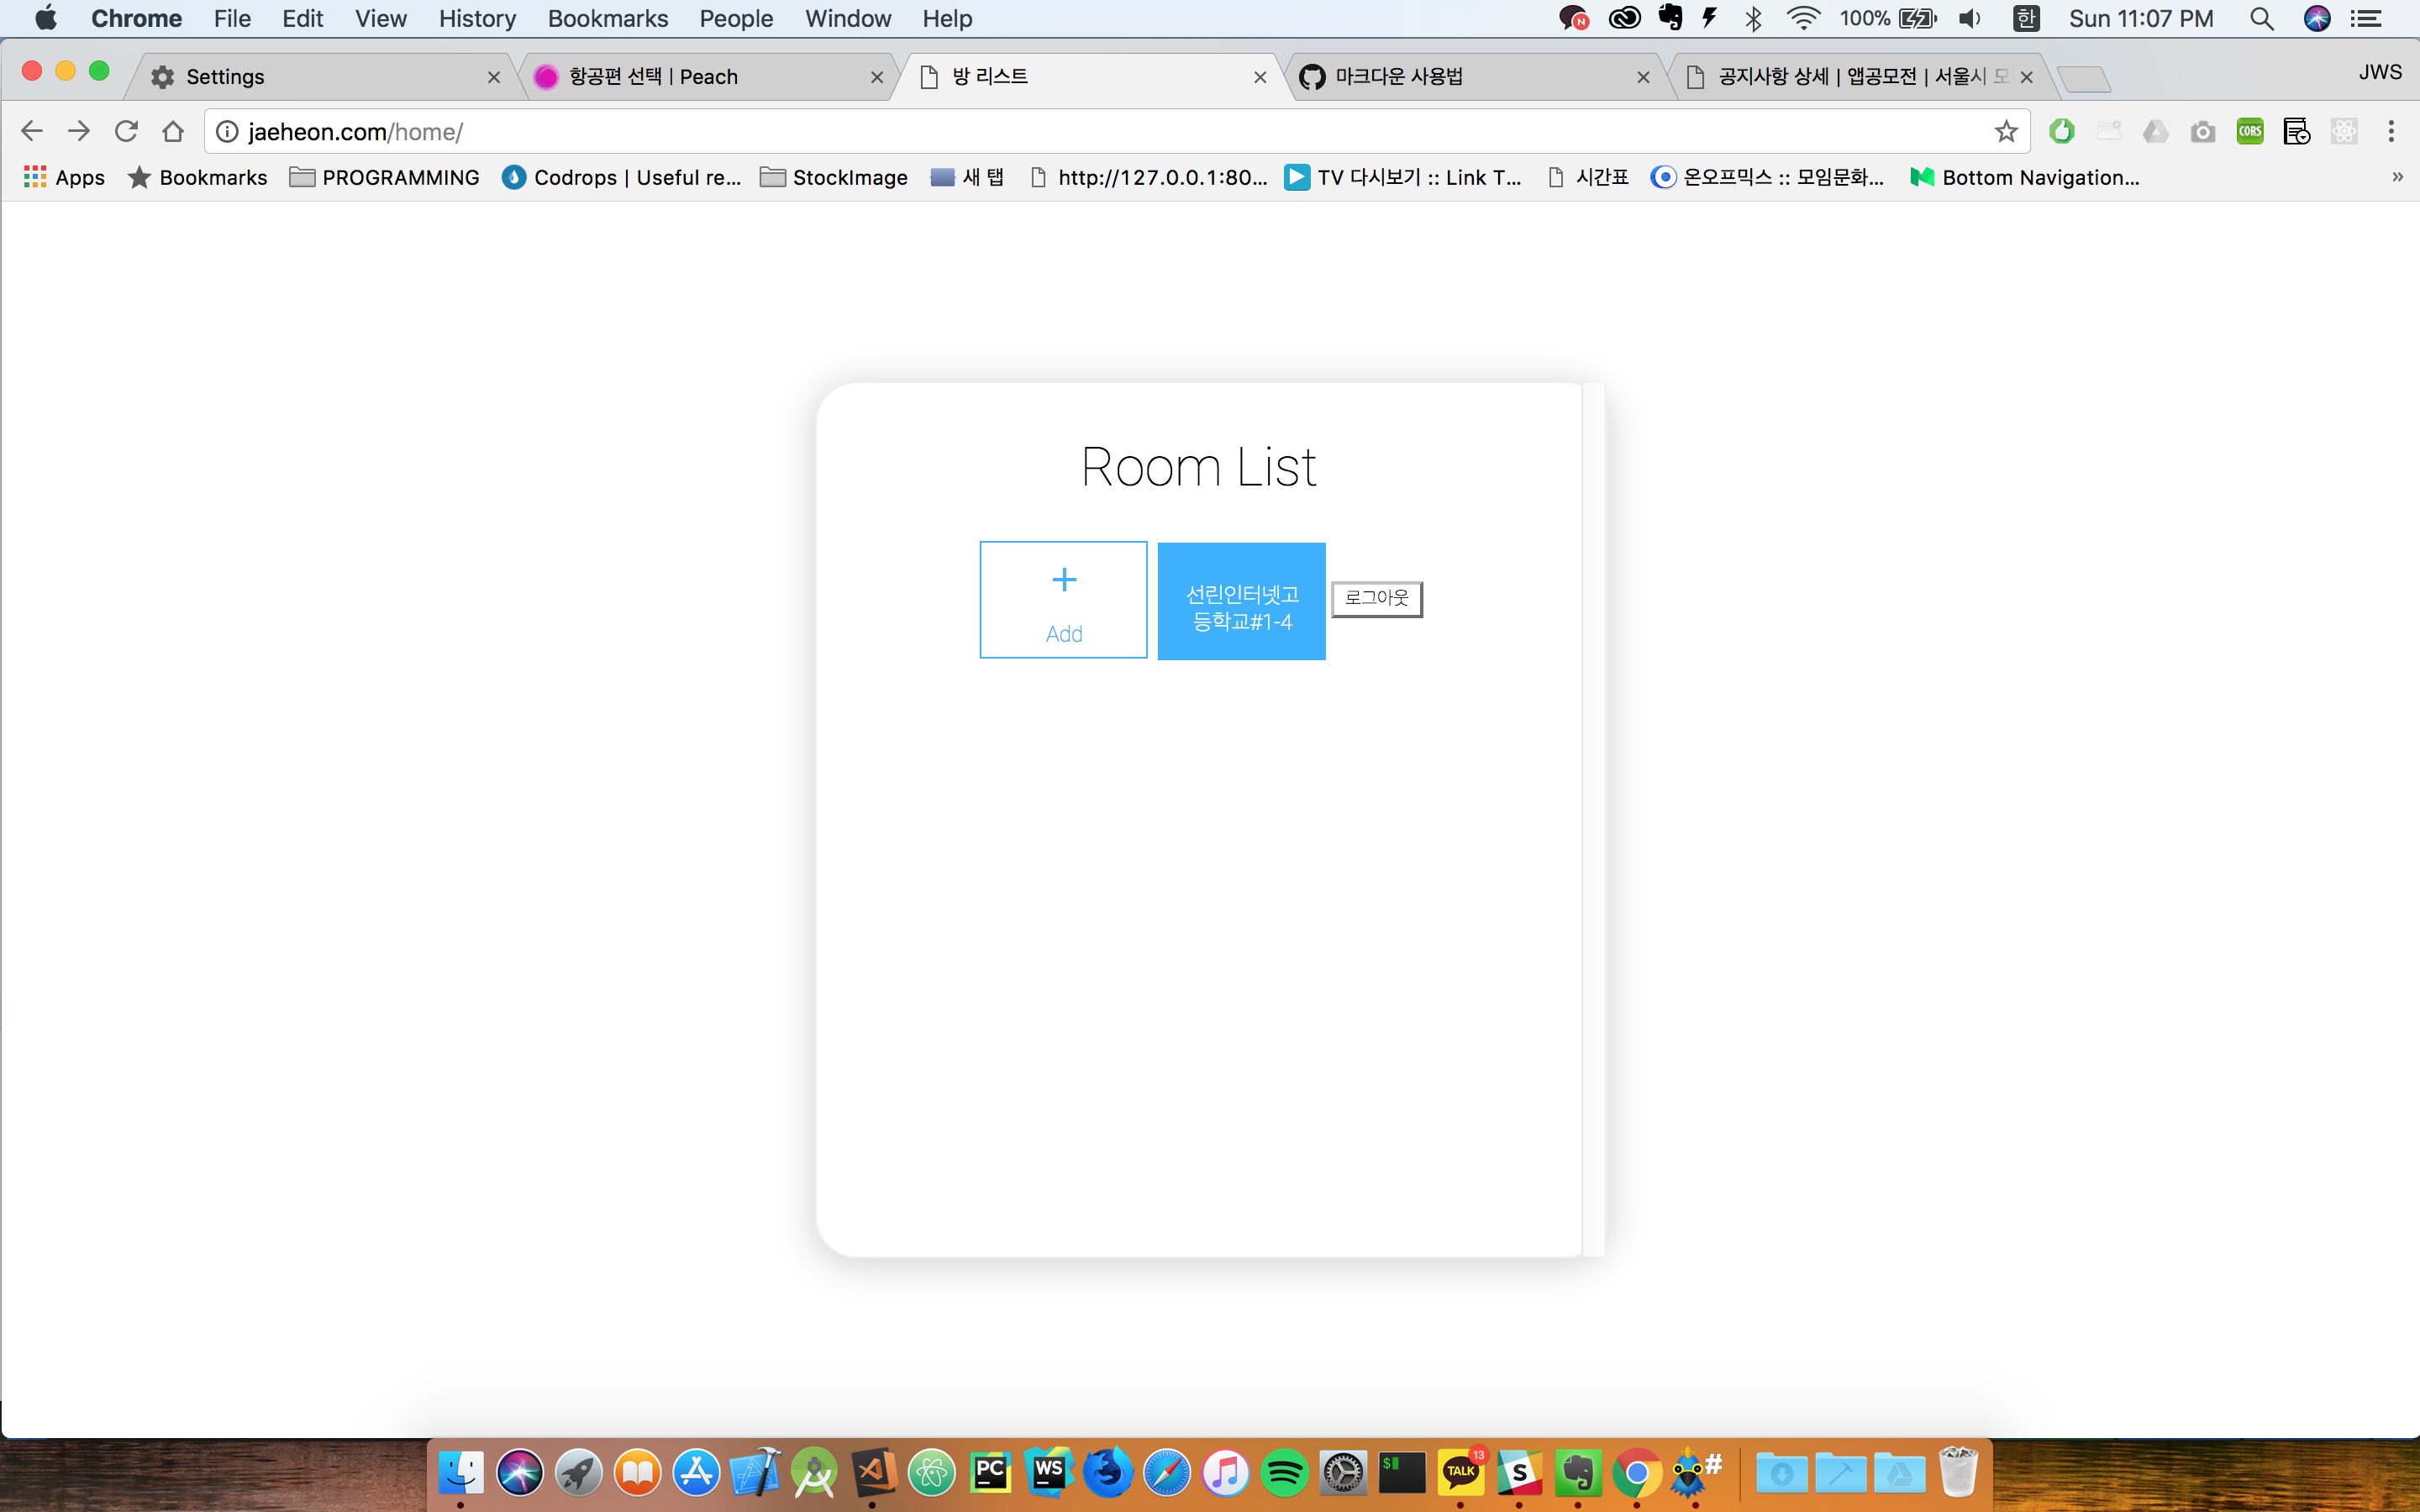 Chrome File Edit View History Bookmarks People Window Help 100% 한 Sun 11:07 PM
Settings 항공편 선택 | Peach 방 리스트 마크다운 사용법 공지사항 상세 | 앱공모전 | 서울시 JWS
jaeheon.com/home/ CORS
Apps Bookmarks PROGRAMMING Codrops | Useful re... StockImage 새 탭 http://127.0.0.1:80... TV 다시보기 :: Link T... 시간표 온오프믹스 :: 모임문화... Bottom Navigation... »
Room List
+
Add
선린인터넷고
등학교#1-4
로그아웃
PC WS $ TALK 13 S #